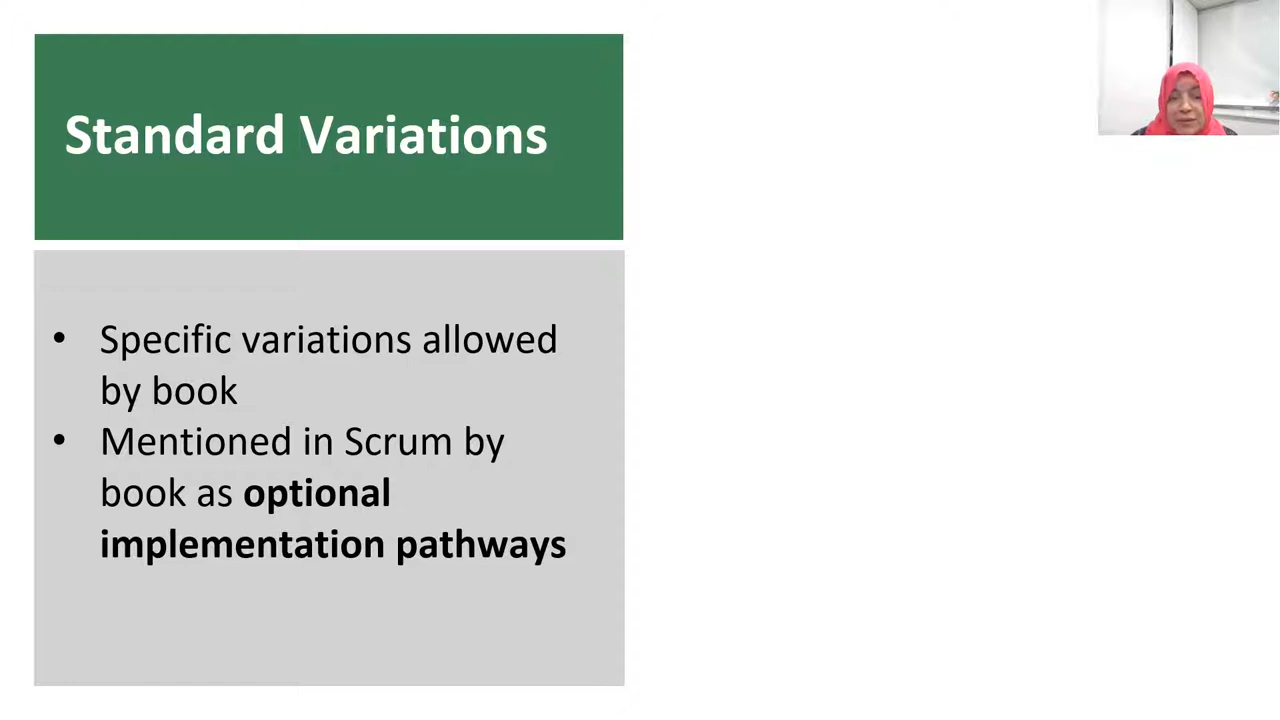 Standard Variations
• Specific variations allowed
by book
• Mentioned in Scrum by
book as optional
implementation pathways